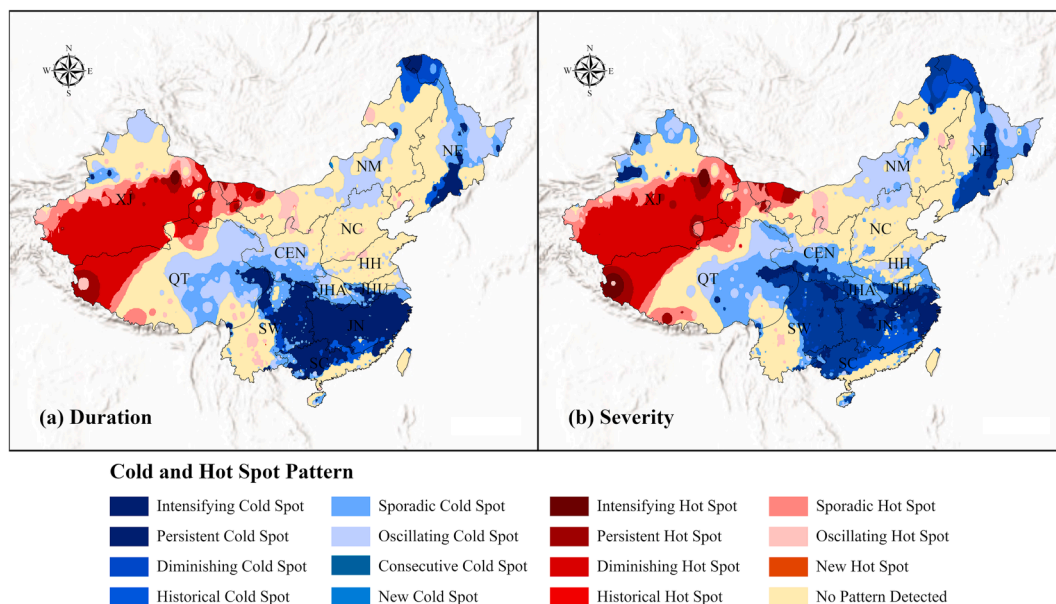 N
W E
S
NE
NM
XJ
NC
CEN
HH
QT
JHA
JHU
SW
JN
SC
(a) Duration
N
W E
S
NE
NM
XJ
NC
CEN
HH
QT
JHA
JHU
SW
JN
SC
(b) Severity
Cold and Hot Spot Pattern
Intensifying Cold Spot
Sporadic Cold Spot
Intensifying Hot Spot
Sporadic Hot Spot
Persistent Cold Spot
Oscillating Cold Spot
Persistent Hot Spot
Oscillating Hot Spot
Diminishing Cold Spot
Consecutive Cold Spot
Diminishing Hot Spot
New Hot Spot
Historical Cold Spot
New Cold Spot
Historical Hot Spot
No Pattern Detected